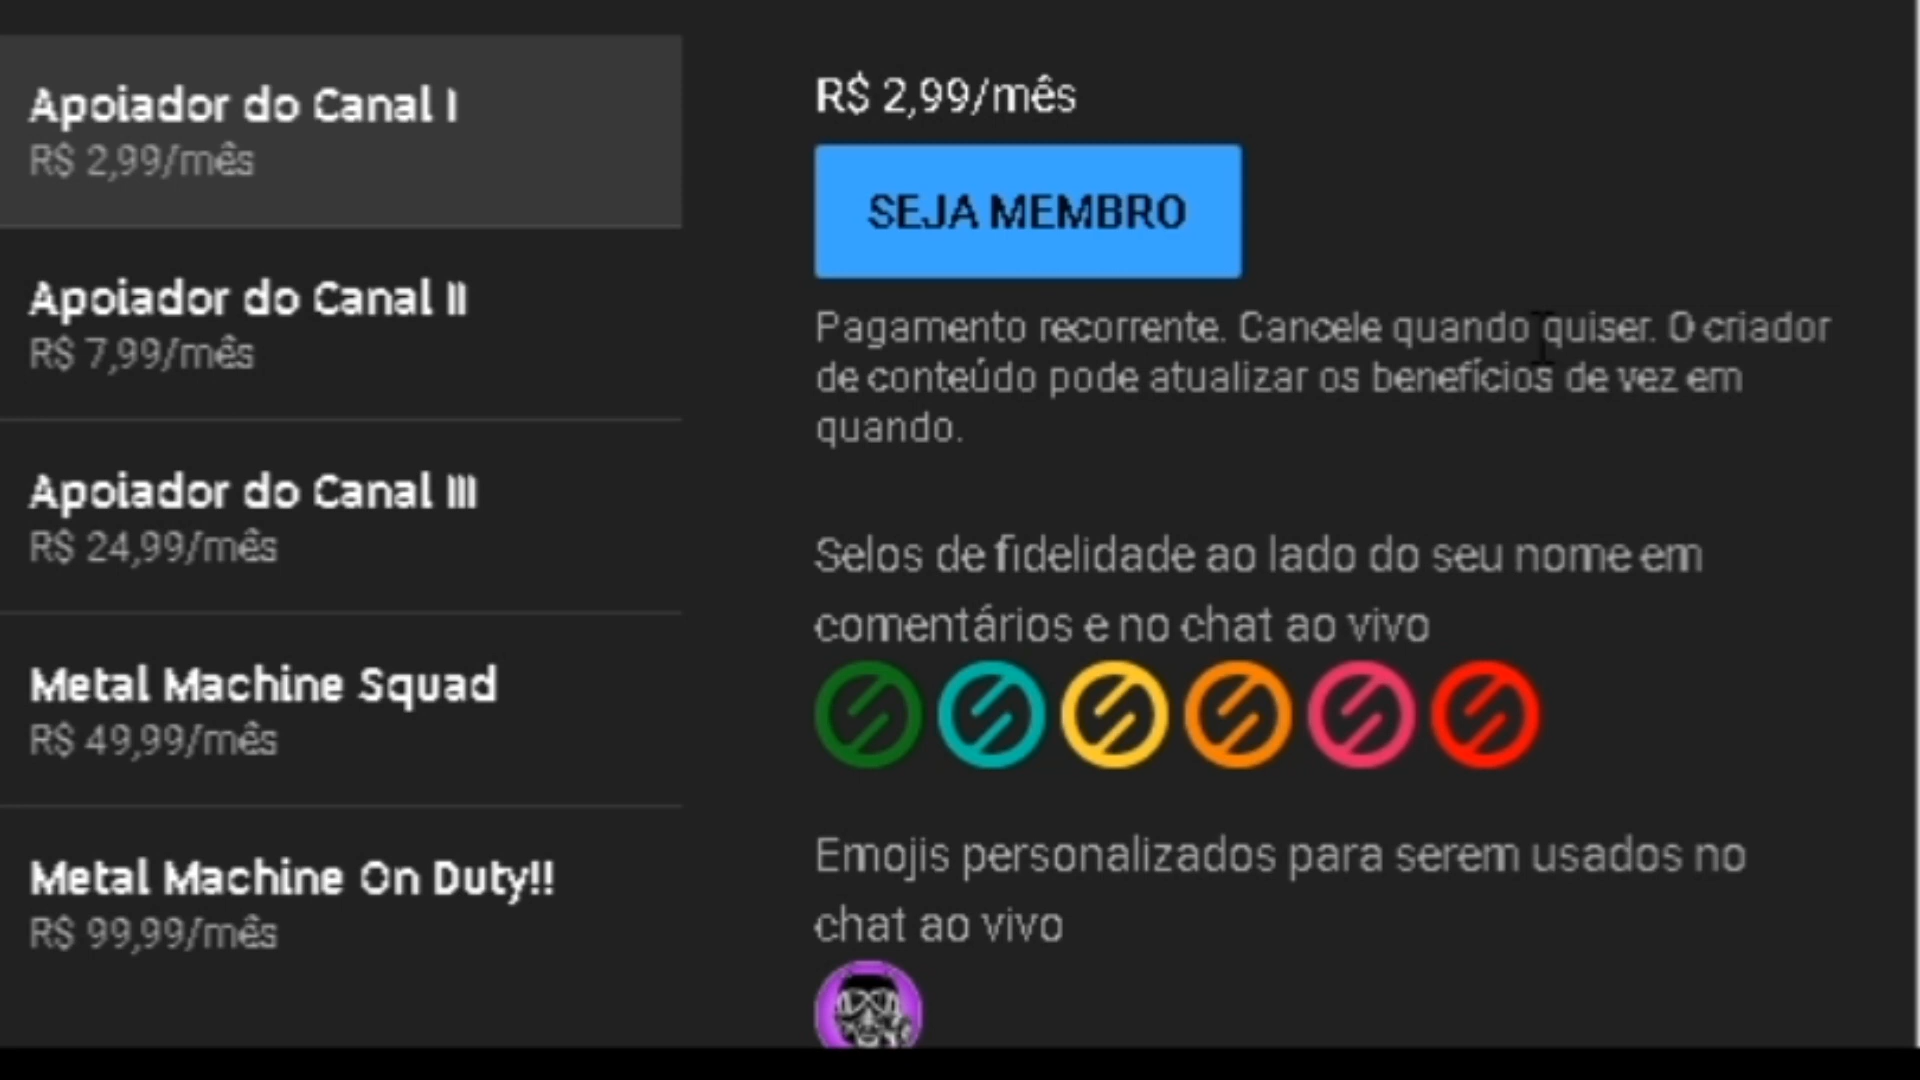 Apoiador do Canal I
R$ 2,99/mês
Apoiador do Canal II
R$ 7,99/mês
Apoiador do Canal III
R$ 24,99/mês
Metal Machine Squad
R$ 49,99/mês
Metal Machine On Duty!!
R$ 99,99/mês
R$ 2,99/mês
SEJA MEMBRO
Pagamento recorrente. Cancele quando quiser. O criador
de conteúdo pode atualizar os benefícios de vez em
quando.
Selos de fidelidade ao lado do seu nome em
comentários e no chat ao vivo
Emojis personalizados para serem usados no
chat ao vivo